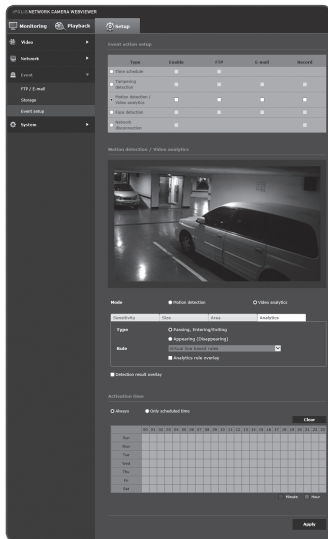 iPOLIS NETWORK CAMERA WEBVIEWER
Monitoring
Playback
Setup
Video
Network
Event
FTP / E-mail
Storage
Event setup
System
Event action setup
Type Enable FTP E-mail Record
Time schedule
Tampering detection
Motion detection / Video analytics
Face detection
Network disconnection
Motion detection / Video analytics
Mode Motion detection Video analytics
Sensitivity Size Area Analytics
Type Passing, Entering/Exiting
Appearing (Disappearing)
Rule Virtual line based rules
Analytics rule overlay
Detection result overlay
Activation time
Always Only scheduled time
Clear
00 01 02 03 04 05 06 07 08 09 10 11 12 13 14 15 16 17 18 19 20 21 22 23
Sun
Mon
Tue
Wed
Thu
Fri
Sat
Minute Hour
Apply